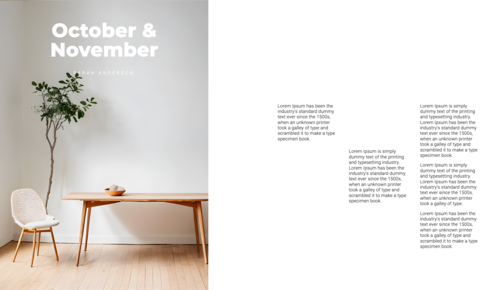 October &
November
SARAH ANDERSON
Lorem Ipsum has been the
industry's standard dummy
text ever since the 1500s,
when an unknown printer
took a galley of type and
scrambled it to make a type
specimen book.
Lorem Ipsum is simply
dummy text of the printing
and typesetting industry.
Lorem Ipsum has been the
industry's standard dummy
text ever since the 1500s,
when an unknown printer
took a galley of type and
scrambled it to make a type
specimen book.
Lorem Ipsum is simply
dummy text of the printing
and typesetting industry.
Lorem Ipsum has been the
industry's standard dummy
text ever since the 1500s,
when an unknown printer
took a galley of type and
scrambled it to make a type
specimen book.
Lorem Ipsum is simply
dummy text of the printing
and typesetting industry.
Lorem Ipsum has been the
industry's standard dummy
text ever since the 1500s,
when an unknown printer
took a galley of type
Lorem Ipsum has been the
industry's standard dummy
text ever since the 1500s,
when an unknown printer
took a galley of type and
scrambled it to make a type
specimen book.